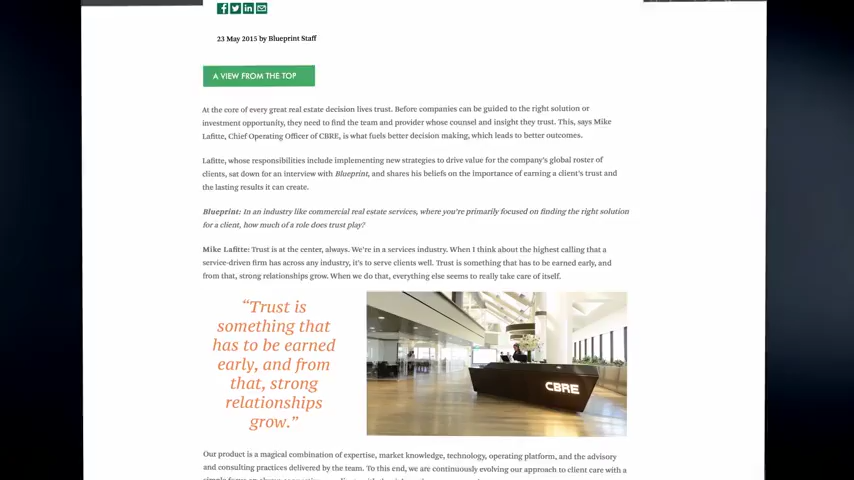 23 May 2015 by Blueprint Staff
A VIEW FROM THE TOP
At the core of every great real estate decision lives trust. Before companies can be guided to the right solution or
investment opportunity, they need to find the team and provider whose counsel and insight they trust. This, says Mike
Lafitte, Chief Operating Officer of CBRE, is what fuels better decision making, which leads to better outcomes.
Lafitte, whose responsibilities include implementing new strategies to drive value for the company's global roster of
clients, sat down for an interview with Blueprint, and shares his beliefs on the importance of earning a client's trust and
the lasting results it can create.
Blueprint: In an industry like commercial real estate services, where you're primarily focused on finding the right solution
for a client, how much of a role does trust play?
Mike Lafitte: Trust is at the center, always. We're in a services industry. When I think about the highest calling that a
service-driven firm has across any industry, it's to serve clients well. Trust is something that has to be earned early, and
from that, strong relationships grow. When we do that, everything else seems to really take care of itself.
“Trust is
something that
has to be earned
early, and from
that, strong
relationships
grow.”
CBRE
Our product is a magical combination of expertise, market knowledge, technology, operating platform, and the advisory
and consulting practices delivered by the team. To this end, we are continuously evolving our approach to client care with a